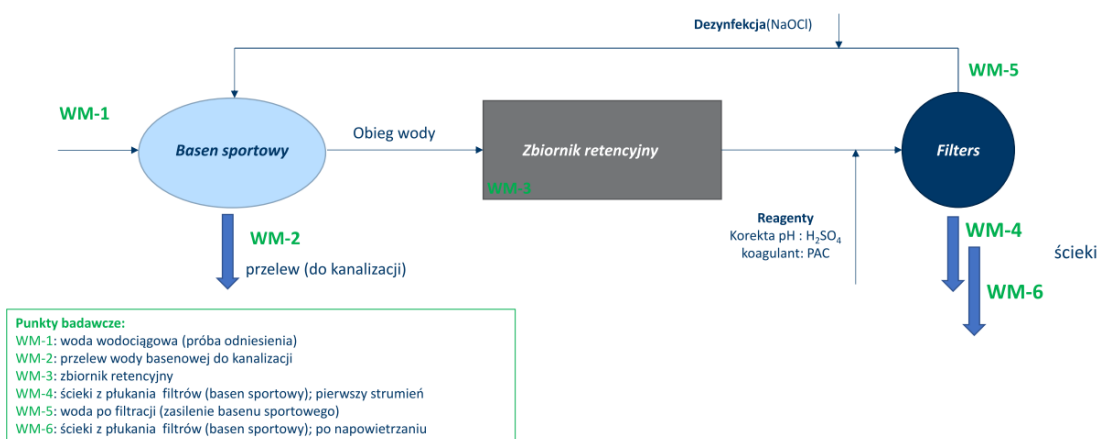 Dezynfekcja(NaOCl)
WM-5
WM-1
Basen sportowy
Obieg wody
Zbiornik retencyjny
WM-3
Filters
WM-2
przelew (do kanalizacji)
Reagenty
Korekta pH : H₂SO₄
koagulant: PAC
WM-4
ścieki
WM-6
Punkty badawcze:
WM-1: woda wodociągowa (próba odniesienia)
WM-2: przelew wody basenowej do kanalizacji
WM-3: zbiornik retencyjny
WM-4: ścieki z płukania filtrów (basen sportowy); pierwszy strumień
WM-5: woda po filtracji (zasilenie basenu sportowego)
WM-6: ścieki z płukania filtrów (basen sportowy); po napowietrzaniu